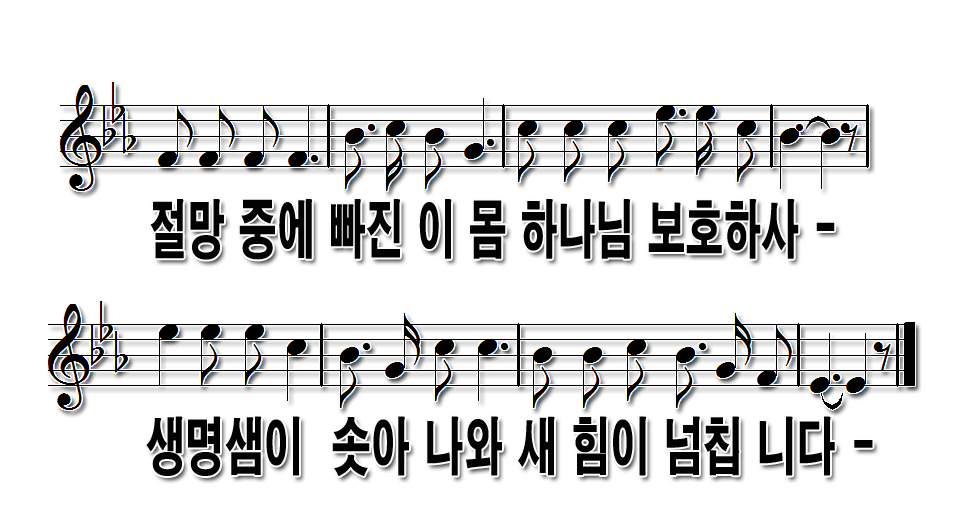 절망 중에 빠진 이 몸 하나님 보호하사 -
생명샘이 솟아 나와 새 힘이 넘칩 니다 -